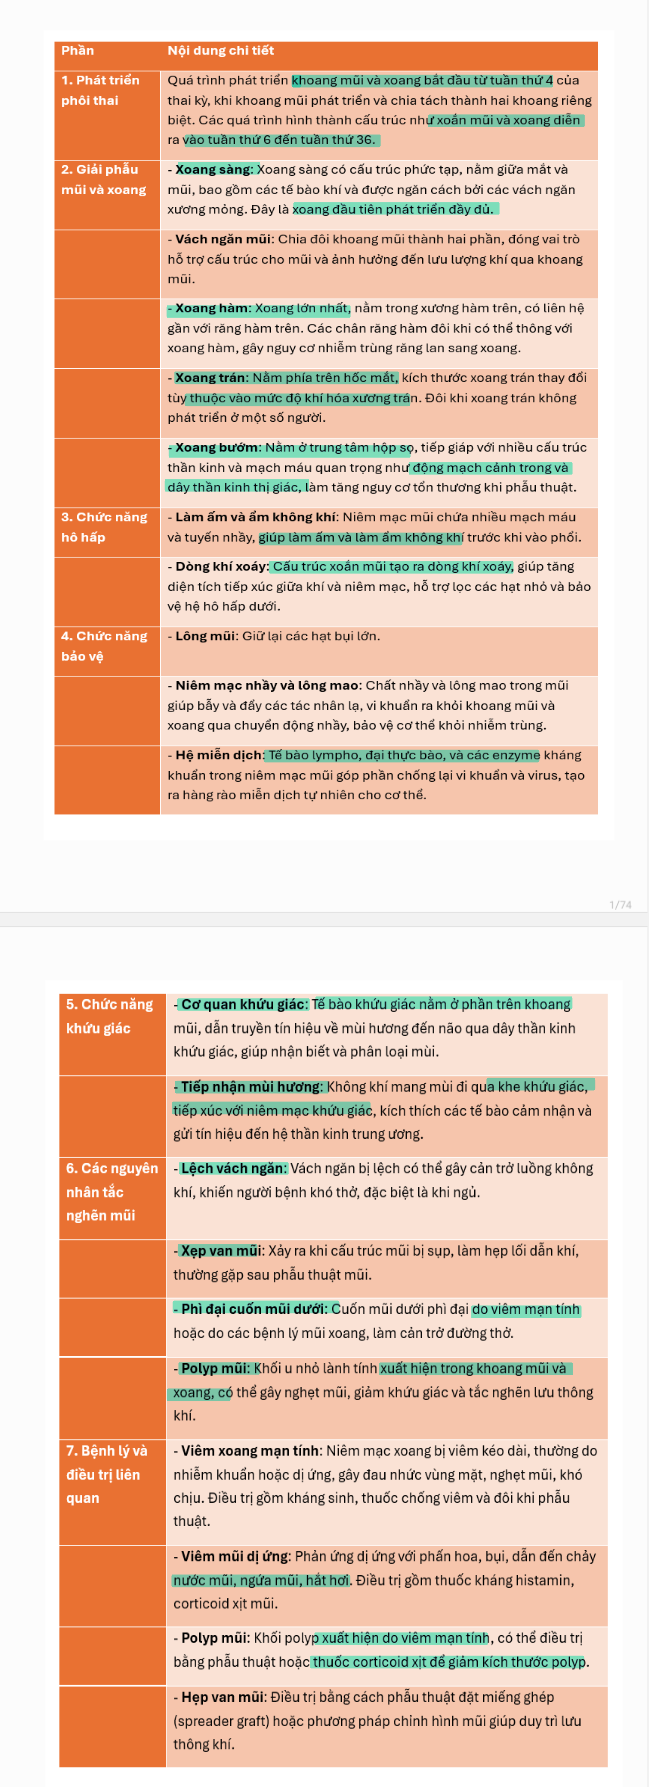 Phần
Nội dung chi tiết
1. Phát triển
phôi thai
Quá trình phát triển khoang mũi và xoang bắt đầu từ tuần thứ 4 của
thai kỳ, khi khoang mũi phát triển và chia tách thành hai khoang riêng
biệt. Các quá trình hình thành cấu trúc như xoắn mũi và xoang diễn
ra vào tuần thứ 6 đến tuần thứ 36.
2. Giải phẫu
mũi và xoang
- Xoang sàng: Xoang sàng có cấu trúc phức tạp, nằm giữa mắt và
mũi, bao gồm các tế bào khí và được ngăn cách bởi các vách ngăn
xương mỏng. Đây là xoang đầu tiên phát triển đầy đủ.
- Vách ngăn mũi: Chia đôi khoang mũi thành hai phần, đóng vai trò
hỗ trợ cấu trúc cho mũi và ảnh hưởng đến lưu lượng khí qua khoang
mũi.
- Xoang hàm: Xoang lớn nhất, nằm trong xương hàm trên, có liên hệ
gần với răng hàm trên. Các chân răng hàm đôi khi có thể thông với
xoang hàm, gây nguy cơ nhiễm trùng răng lan sang xoang.
- Xoang trán: Nằm phía trên hốc mắt, kích thước xoang trán thay đổi
tùy thuộc vào mức độ khí hóa xương trán. Đôi khi xoang trán không
phát triển ở một số người.
- Xoang bướm: Nằm ở trung tâm hộp sọ, tiếp giáp với nhiều cấu trúc
thần kinh và mạch máu quan trọng như động mạch cảnh trong và
dây thần kinh thị giác, làm tăng nguy cơ tổn thương khi phẫu thuật.
3. Chức năng
hô hấp
- Làm ấm và ẩm không khí: Niêm mạc mũi chứa nhiều mạch máu
và tuyến nhầy, giúp làm ấm và làm ẩm không khí trước khi vào phổi.
- Dòng khí xoáy: Cấu trúc xoắn mũi tạo ra dòng khí xoáy, giúp tăng
diện tích tiếp xúc giữa khí và niêm mạc, hỗ trợ lọc các hạt nhỏ và bảo
vệ hệ hô hấp dưới.
4. Chức năng
bảo vệ
- Lông mũi: Giữ lại các hạt bụi lớn.
- Niêm mạc nhầy và lông mao: Chất nhầy và lông mao trong mũi
giúp bẫy và đẩy các tác nhân lạ, vi khuẩn ra khỏi khoang mũi và
xoang qua chuyển động nhầy, bảo vệ cơ thể khỏi nhiễm trùng.
- Hệ miễn dịch: Tế bào lympho, đại thực bào, và các enzyme kháng
khuẩn trong niêm mạc mũi góp phần chống lại vi khuẩn và virus, tạo
ra hàng rào miễn dịch tự nhiên cho cơ thể.
1/74
5. Chức năng
khứu giác
- Cơ quan khứu giác: Tế bào khứu giác nằm ở phần trên khoang
mũi, dẫn truyền tín hiệu về mùi hương đến não qua dây thần kinh
khứu giác, giúp nhận biết và phân loại mùi.
- Tiếp nhận mùi hương: Không khí mang mùi đi qua khe khứu giác,
tiếp xúc với niêm mạc khứu giác, kích thích các tế bào cảm nhận và
gửi tín hiệu đến hệ thần kinh trung ương.
6. Các nguyên
nhân tắc
nghẽn mũi
- Lệch vách ngăn: Vách ngăn bị lệch có thể gây cản trở luồng không
khí, khiến người bệnh khó thở, đặc biệt là khi ngủ.
- Xẹp van mũi: Xảy ra khi cấu trúc mũi bị sụp, làm hẹp lối dẫn khí,
thường gặp sau phẫu thuật mũi.
- Phì đại cuốn mũi dưới: Cuốn mũi dưới phì đại do viêm mạn tính
hoặc do các bệnh lý mũi xoang, làm cản trở đường thở.
- Polyp mũi: Khối u nhỏ lành tính xuất hiện trong khoang mũi và
xoang, có thể gây nghẹt mũi, giảm khứu giác và tắc nghẽn lưu thông
khí.
7. Bệnh lý và
điều trị liên
quan
- Viêm xoang mạn tính: Niêm mạc xoang bị viêm kéo dài, thường do
nhiễm khuẩn hoặc dị ứng, gây đau nhức vùng mặt, nghẹt mũi, khó
chịu. Điều trị gồm kháng sinh, thuốc chống viêm và đôi khi phẫu
thuật.
- Viêm mũi dị ứng: Phản ứng dị ứng với phấn hoa, bụi, dẫn đến chảy
nước mũi, ngứa mũi, hắt hơi. Điều trị gồm thuốc kháng histamin,
corticoid xịt mũi.
- Polyp mũi: Khối polyp xuất hiện do viêm mạn tính, có thể điều trị
bằng phẫu thuật hoặc thuốc corticoid xịt để giảm kích thước polyp.
- Hẹp van mũi: Điều trị bằng cách phẫu thuật đặt miếng ghép
(spreader graft) hoặc phương pháp chỉnh hình mũi giúp duy trì lưu
thông khí.